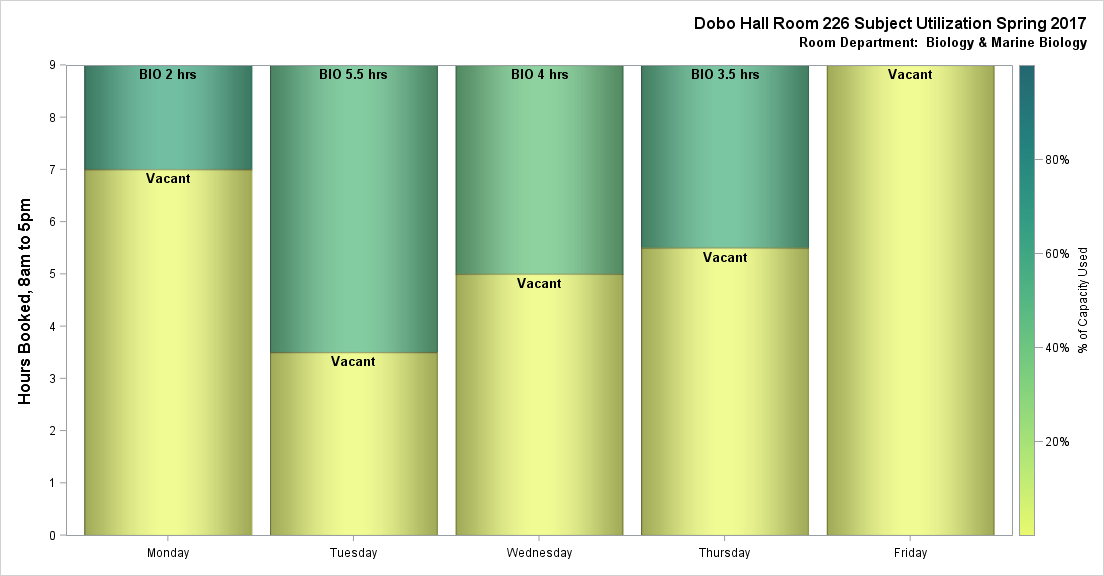 Dobo Hall Room 226 Subject Utilization Spring 2017
Room Department:  Biology & Marine Biology
Hours Booked, 8am to 5pm
9
8
7
6
5
4
3
2
1
0
BIO 2 hrs
Vacant
BIO 5.5 hrs
Vacant
BIO 4 hrs
Vacant
BIO 3.5 hrs
Vacant
Vacant
Monday
Tuesday
Wednesday
Thursday
Friday
80%
60%
40%
20%
% of Capacity Used